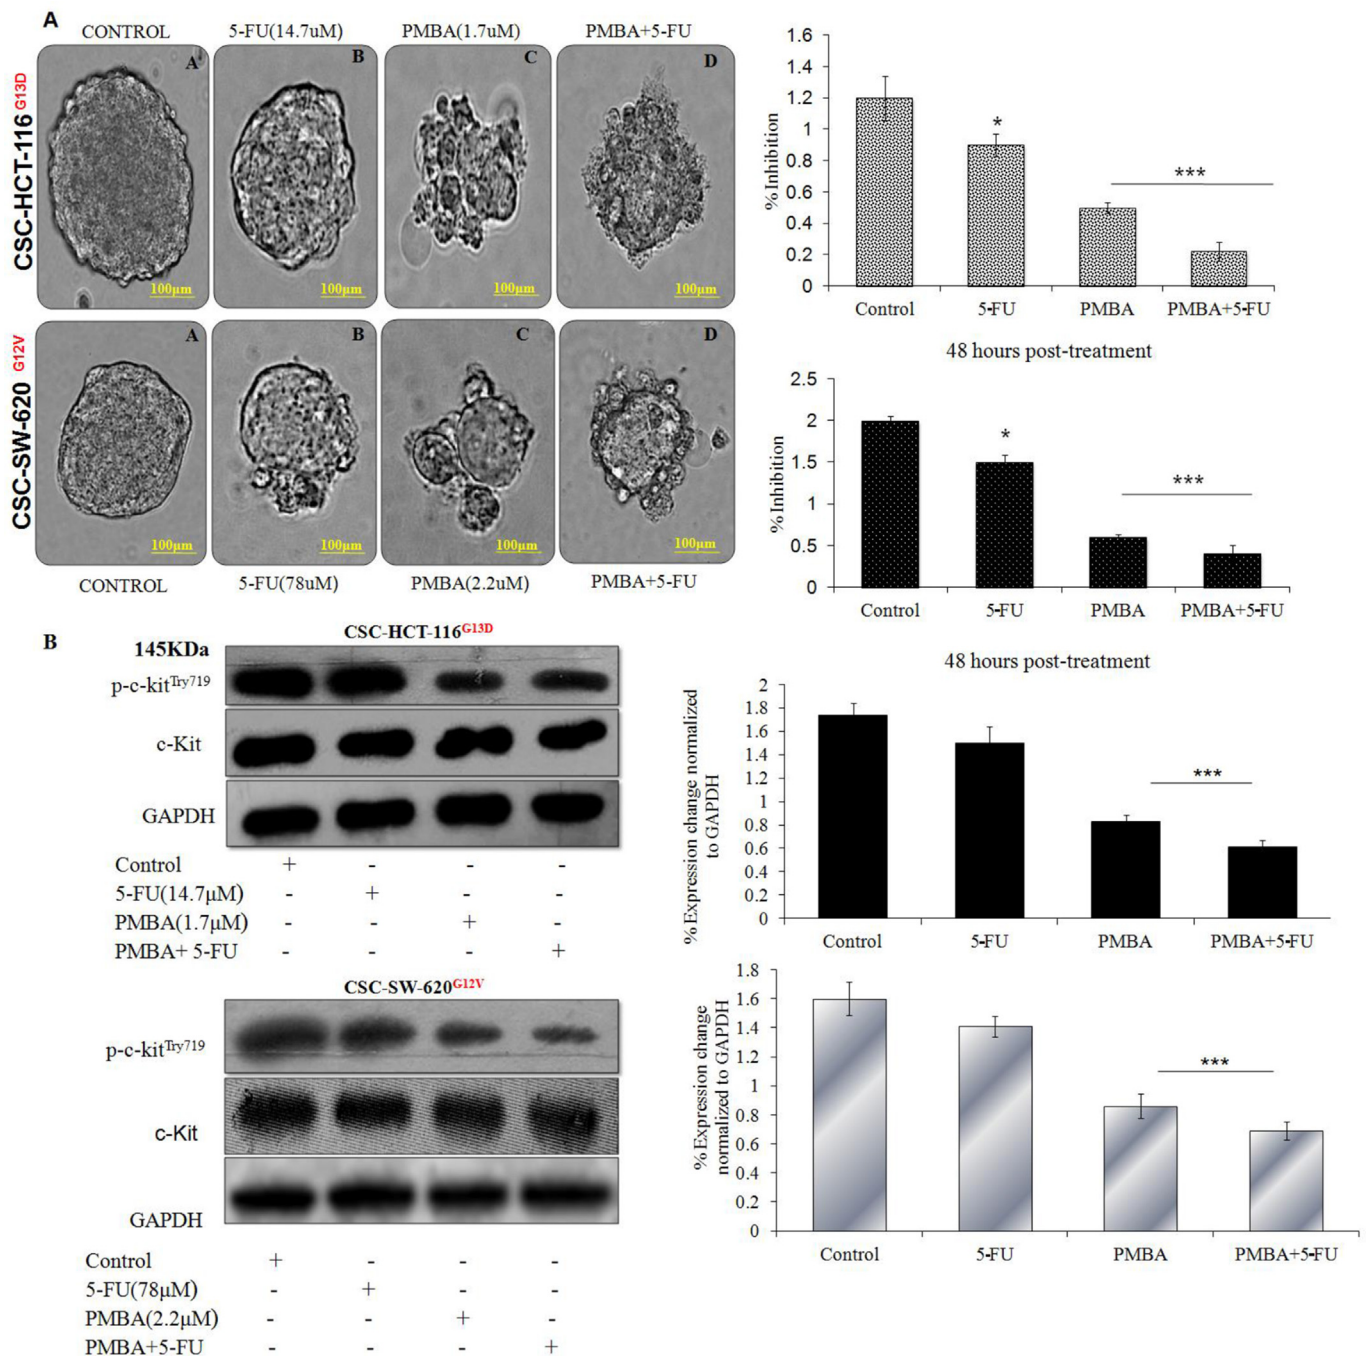 A
CONTROL 5-FU(14.7uM) PMBA(1.7uM) PMBA+5-FU
CSC-HCT-116 G13D
A B C D
100µm 100µm 100µm 100µm
CSC-SW-620 G12V
A B C D
100µm 100µm 100µm 100µm
CONTROL 5-FU(78uM) PMBA(2.2uM) PMBA+5-FU
% Inhibition
1.6
1.4
1.2
1
0.8
0.6
0.4
0.2
0
*
***
Control 5-FU PMBA PMBA+5-FU
48 hours post-treatment
% Inhibition
2.5
2
1.5
1
0.5
0
*
***
Control 5-FU PMBA PMBA+5-FU
48 hours post-treatment
B
CSC-HCT-116G13D
145KDa
p-c-kitTry719
c-Kit
GAPDH
Control + - - -
5-FU(14.7µM) - + - -
PMBA(1.7µM) - - + -
PMBA+ 5-FU - - - +
CSC-SW-620G12V
p-c-kitTry719
c-Kit
GAPDH
Control + - - -
5-FU(78µM) - + - -
PMBA(2.2µM) - - + -
PMBA+5-FU - - - +
% Expression change normalized
to GAPDH
2
1.8
1.6
1.4
1.2
1
0.8
0.6
0.4
0.2
0
***
Control 5-FU PMBA PMBA+5-FU
% Expression change
normalized to GAPDH
1.8
1.6
1.4
1.2
1
0.8
0.6
0.4
0.2
0
***
Control 5-FU PMBA PMBA+5-FU